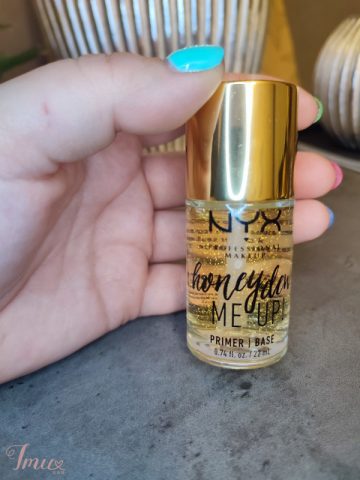 NYX
PROFESSIONAL
MAKEUP
honeydew
ME UP!
PRIMER | BASE
0.74 fl. oz. / 22 ml
Imu